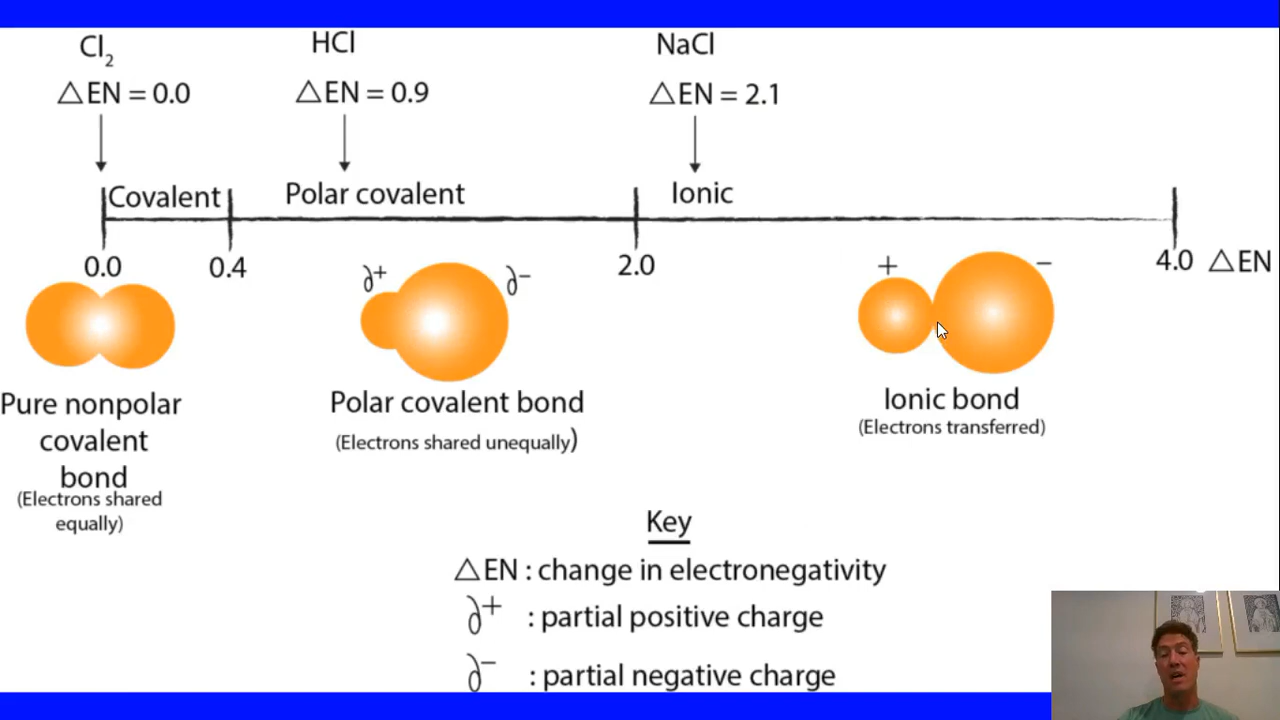 Cl₂
HCl
NaCl
△EN = 0.0
△EN = 0.9
△EN = 2.1
Covalent
Polar covalent
Ionic
0.0
0.4
2.0
4.0 △EN
∂+
∂−
+
−
Pure nonpolar
covalent
bond
(Electrons shared
equally)
Polar covalent bond
(Electrons shared unequally)
Ionic bond
(Electrons transferred)
Key
△EN : change in electronegativity
∂+ : partial positive charge
∂− : partial negative charge